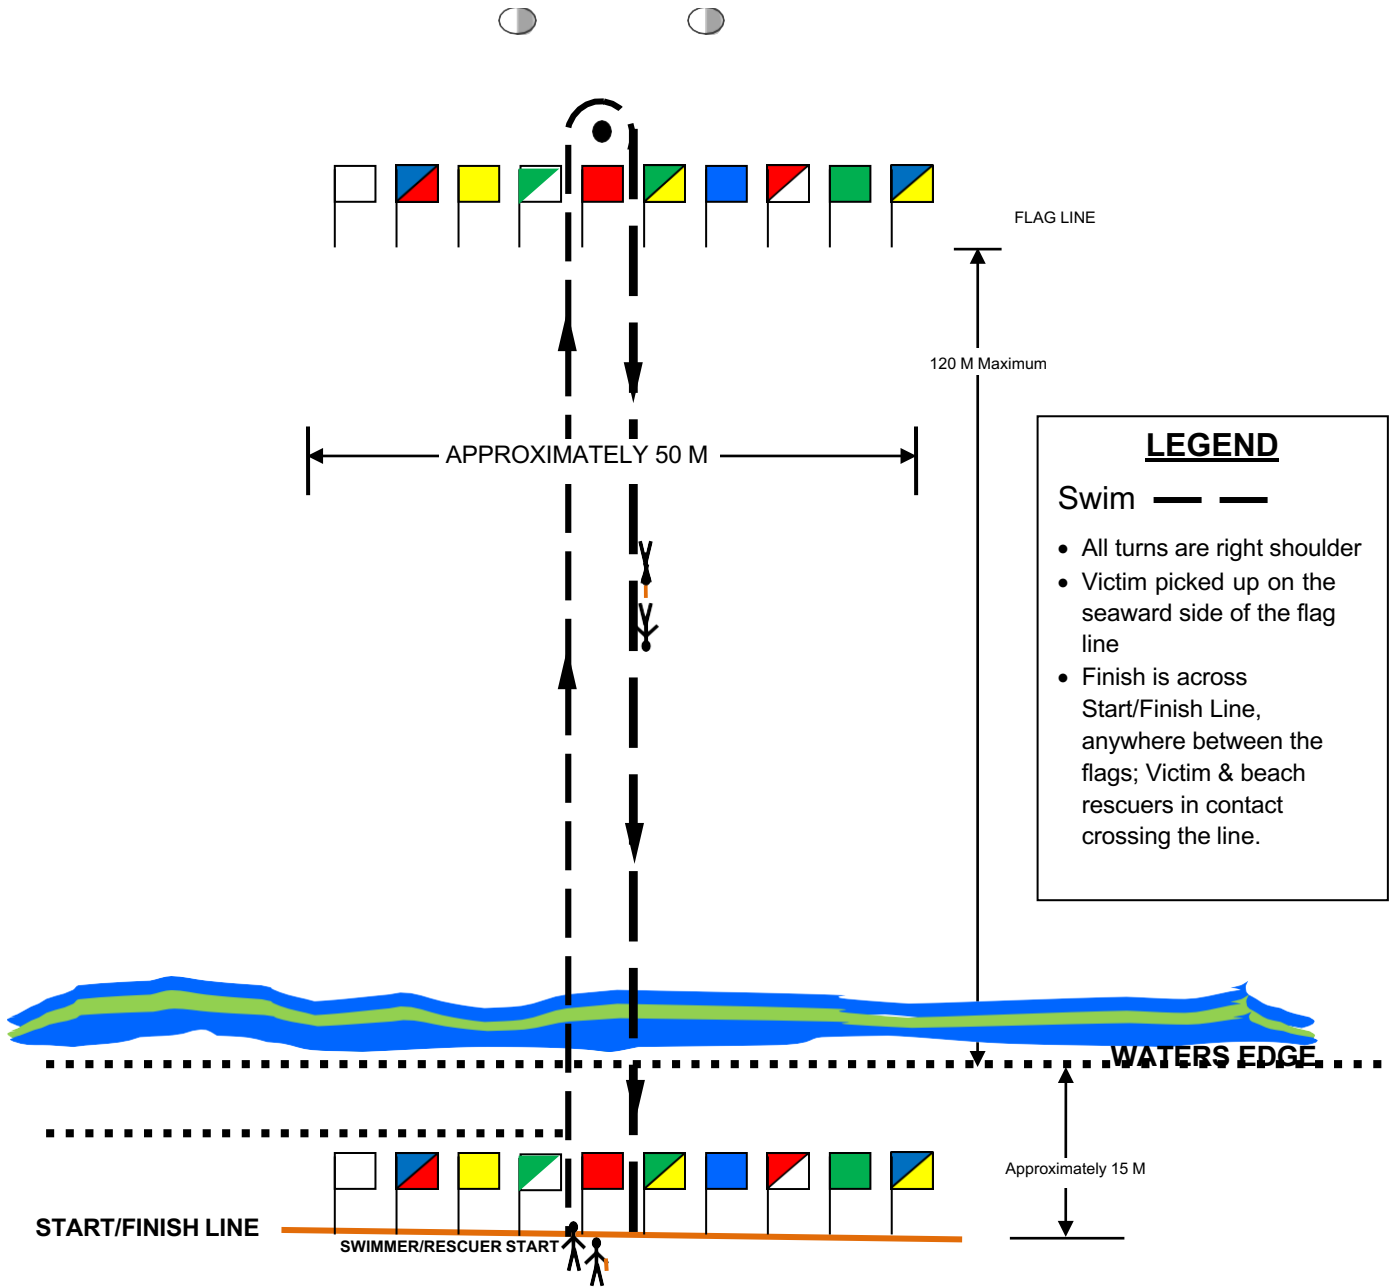 FLAG LINE
120 M Maximum
APPROXIMATELY 50 M
LEGEND
Swim
• All turns are right shoulder
• Victim picked up on the
seaward side of the flag
line
• Finish is across
Start/Finish Line,
anywhere between the
flags; Victim & beach
rescuers in contact
crossing the line.
WATERS EDGE
Approximately 15 M
START/FINISH LINE
SWIMMER/RESCUER START